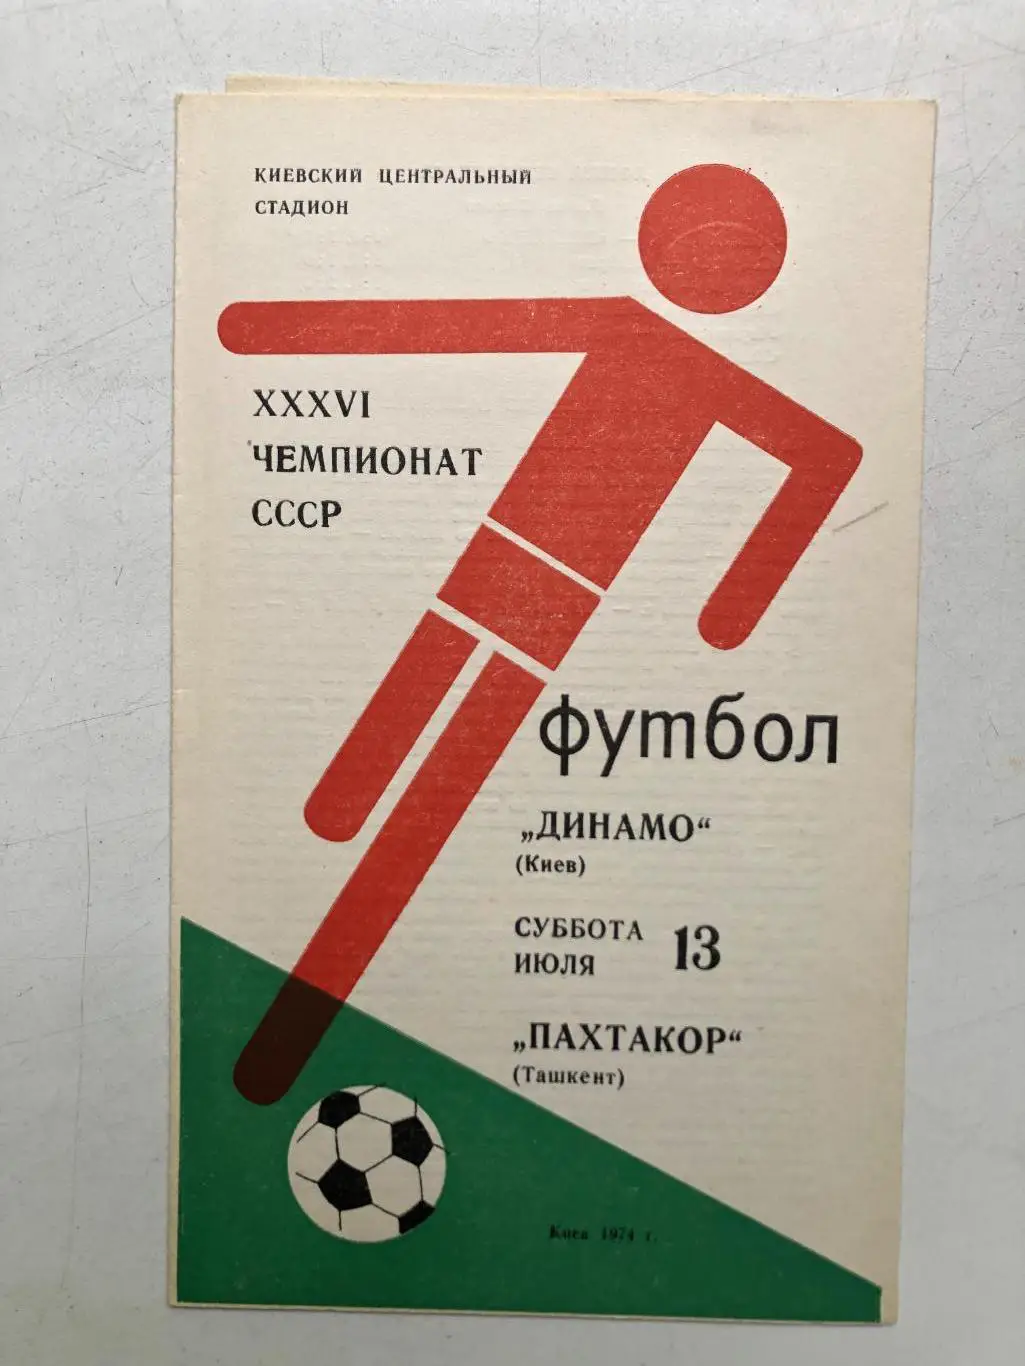 КИЕВСКИЙ ЦЕНТРАЛЬНЫЙ
СТАДИОН
XXXVI
ЧЕМПИОНАТ
СССР
футбол
„ДИНАМО“
(Киев)
СУББОТА 13
ИЮЛЯ
„ПАХТАКОР“
(Ташкент)
Киев 1974 г.